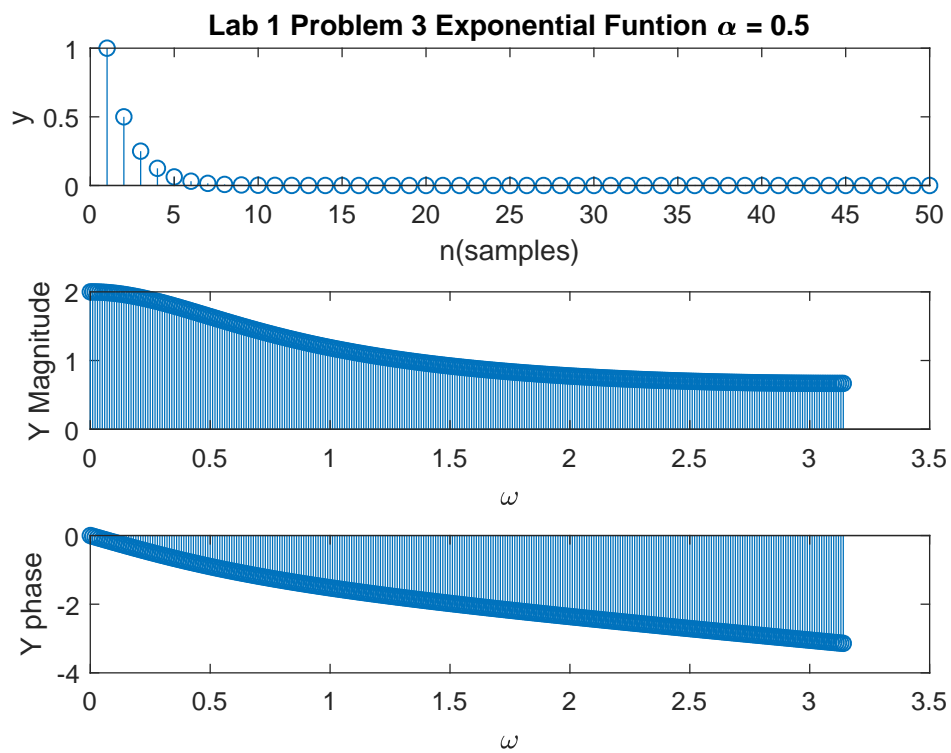 Lab 1 Problem 3 Exponential Funtion α = 0.5
1
0.5
0
y
0 5 10 15 20 25 30 35 40 45 50
n(samples)
2
1
0
Y Magnitude
0 0.5 1 1.5 2 2.5 3 3.5
ω
0
-2
-4
Y phase
0 0.5 1 1.5 2 2.5 3 3.5
ω